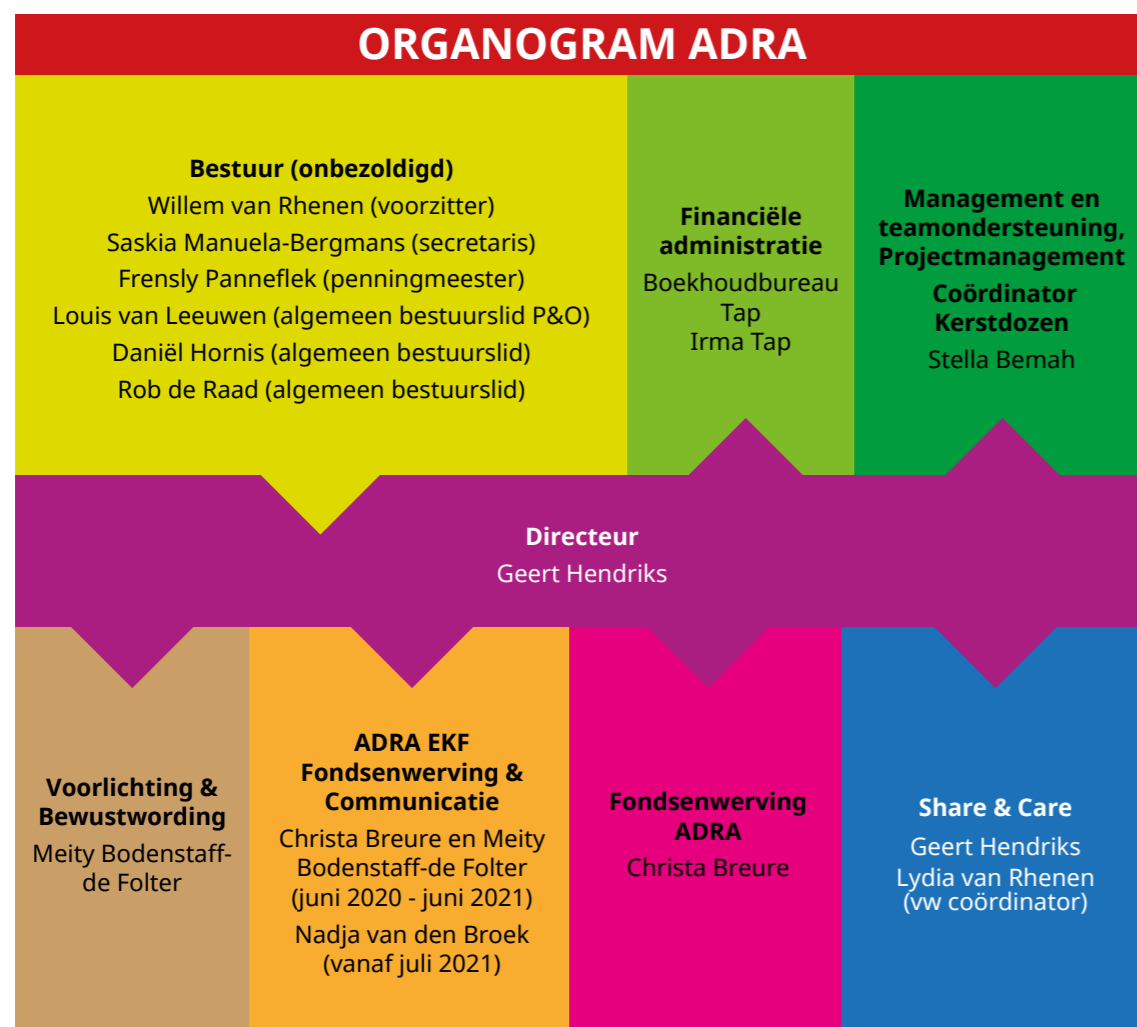 ORGANOGRAM ADRA
Bestuur (onbezoldigd)
Willem van Rhenen (voorzitter)
Saskia Manuela-Bergmans (secretaris)
Frensly Panneflek (penningmeester)
Louis van Leeuwen (algemeen bestuurslid P&O)
Daniël Hornis (algemeen bestuurslid)
Rob de Raad (algemeen bestuurslid)
Financiële
administratie
Boekhoudbureau
Tap
Irma Tap
Management en
teamondersteuning,
Projectmanagement
Coördinator
Kerstdozen
Stella Bemah
Directeur
Geert Hendriks
Voorlichting &
Bewustwording
Meity Bodenstaff-
de Folter
ADRA EKF
Fondsenwerving &
Communicatie
Christa Breure en Meity
Bodenstaff-de Folter
(juni 2020 - juni 2021)
Nadja van den Broek
(vanaf juli 2021)
Fondsenwerving
ADRA
Christa Breure
Share & Care
Geert Hendriks
Lydia van Rhenen
(vw coördinator)